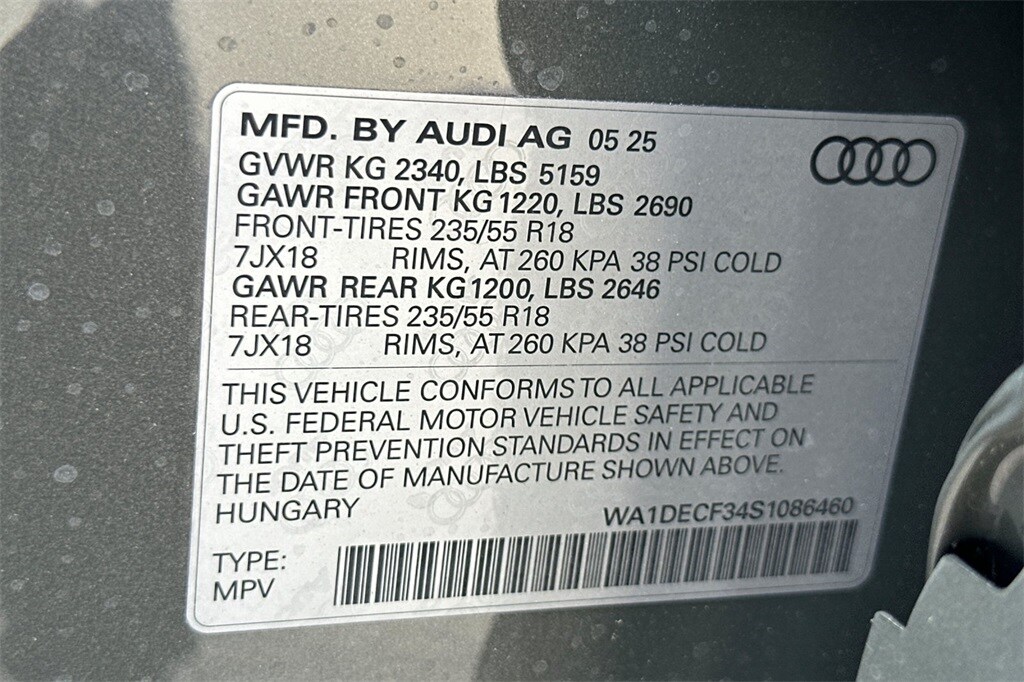 MFD. BY AUDI AG 05 25
GVWR KG 2340, LBS 5159
GAWR FRONT KG 1220, LBS 2690
FRONT-TIRES 235/55 R18
7JX18 RIMS, AT 260 KPA 38 PSI COLD
GAWR REAR KG 1200, LBS 2646
REAR-TIRES 235/55 R18
7JX18 RIMS, AT 260 KPA 38 PSI COLD
THIS VEHICLE CONFORMS TO ALL APPLICABLE
U.S. FEDERAL MOTOR VEHICLE SAFETY AND
THEFT PREVENTION STANDARDS IN EFFECT ON
THE DATE OF MANUFACTURE SHOWN ABOVE.
HUNGARY WA1DECF34S1086460
TYPE:
MPV